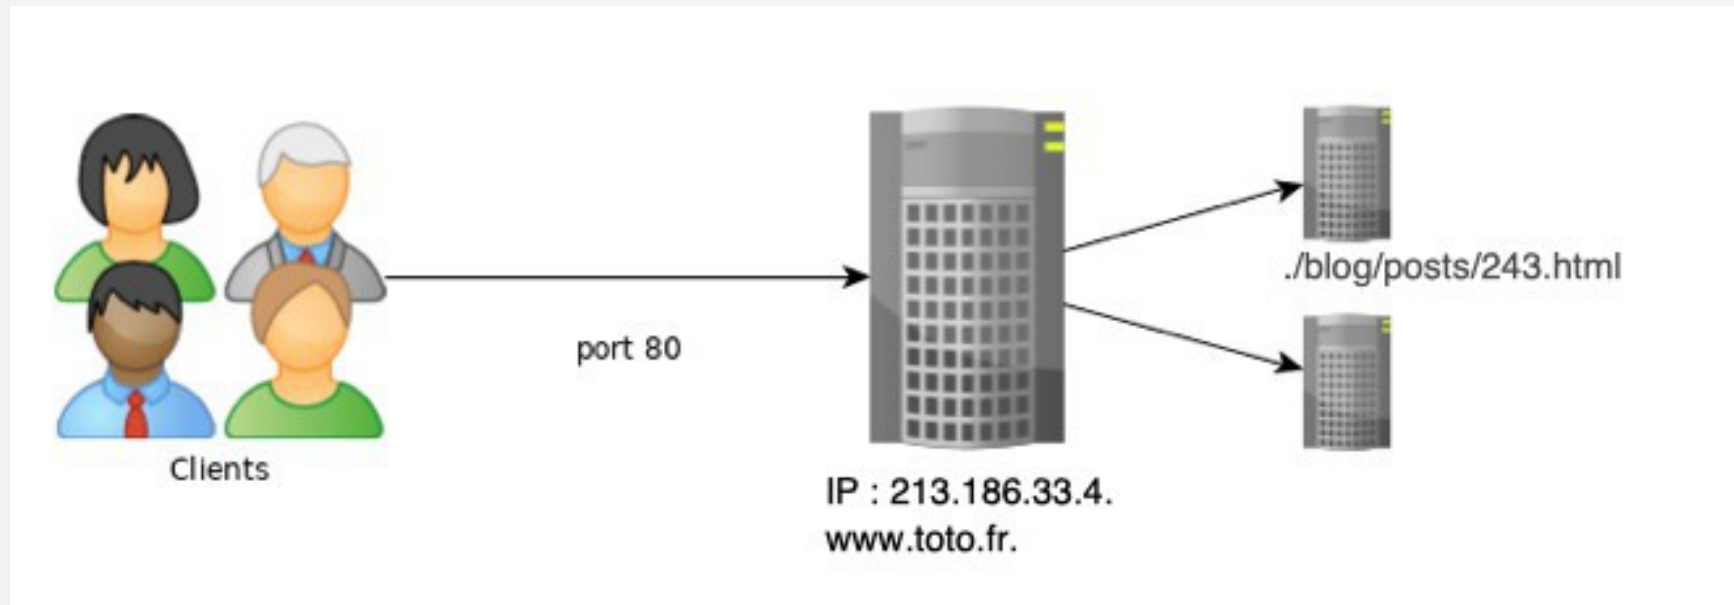 Clients
port 80
IP : 213.186.33.4.
www.toto.fr.
./blog/posts/243.html